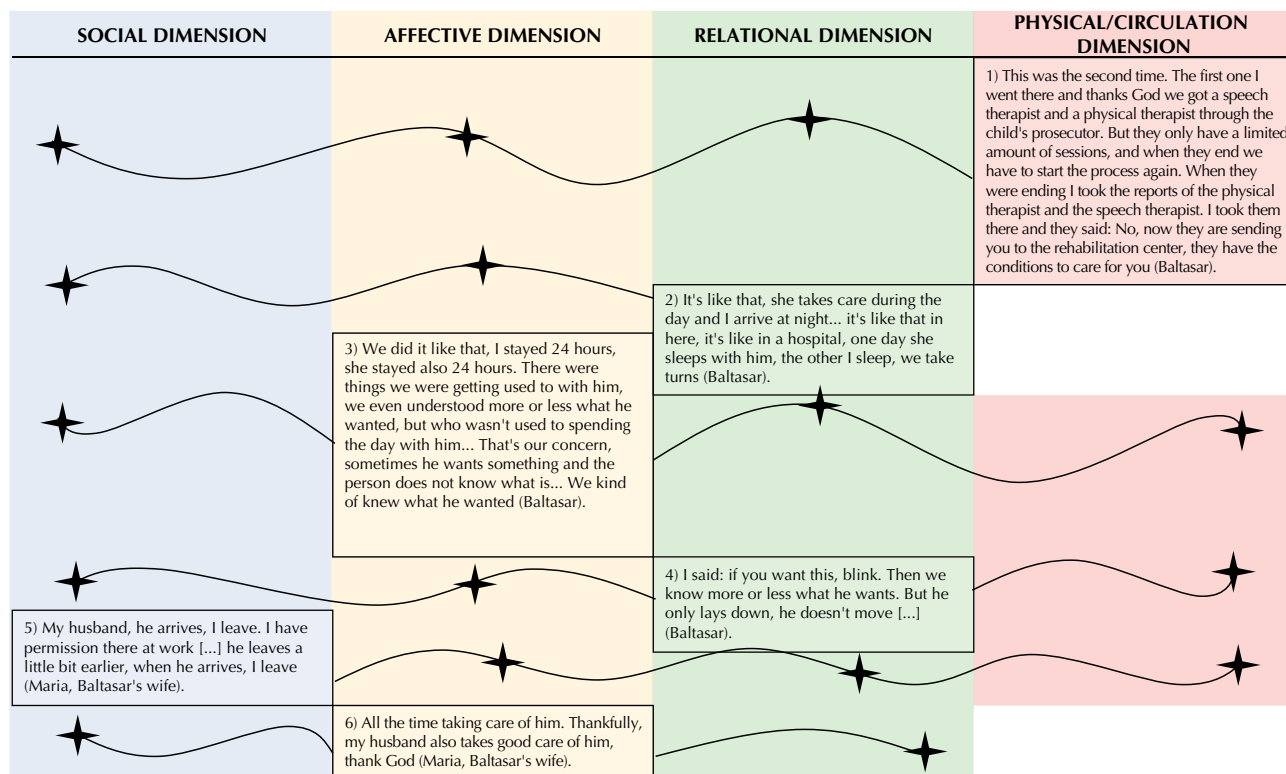 SOCIAL DIMENSION
AFFECTIVE DIMENSION
RELATIONAL DIMENSION
PHYSICAL/CIRCULATION
DIMENSION
1) This was the second time. The first one I
went there and thanks God we got a speech
therapist and a physical therapist through the
child's prosecutor. But they only have a limited
amount of sessions, and when they end we
have to start the process again. When they
were ending I took the reports of the physical
therapist and the speech therapist. I took them
there and they said: No, now they are sending
you to the rehabilitation center, they have the
conditions to care for you (Baltasar).
2) It's like that, she takes care during the
day and I arrive at night... it's like that in
here, it's like in a hospital, one day she
sleeps with him, the other I sleep, we take
turns (Baltasar).
3) We did it like that, I stayed 24 hours,
she stayed also 24 hours. There were
things we were getting used to with him,
we even understood more or less what he
wanted, but who wasn't used to spending
the day with him... That's our concern,
sometimes he wants something and the
person does not know what is... We kind
of knew what he wanted (Baltasar).
4) I said: if you want this, blink. Then we
know more or less what he wants. But he
only lays down, he doesn't move [...]
(Baltasar).
5) My husband, he arrives, I leave. I have
permission there at work [...] he leaves a
little bit earlier, when he arrives, I leave
(Maria, Baltasar's wife).
6) All the time taking care of him. Thankfully,
my husband also takes good care of him,
thank God (Maria, Baltasar's wife).